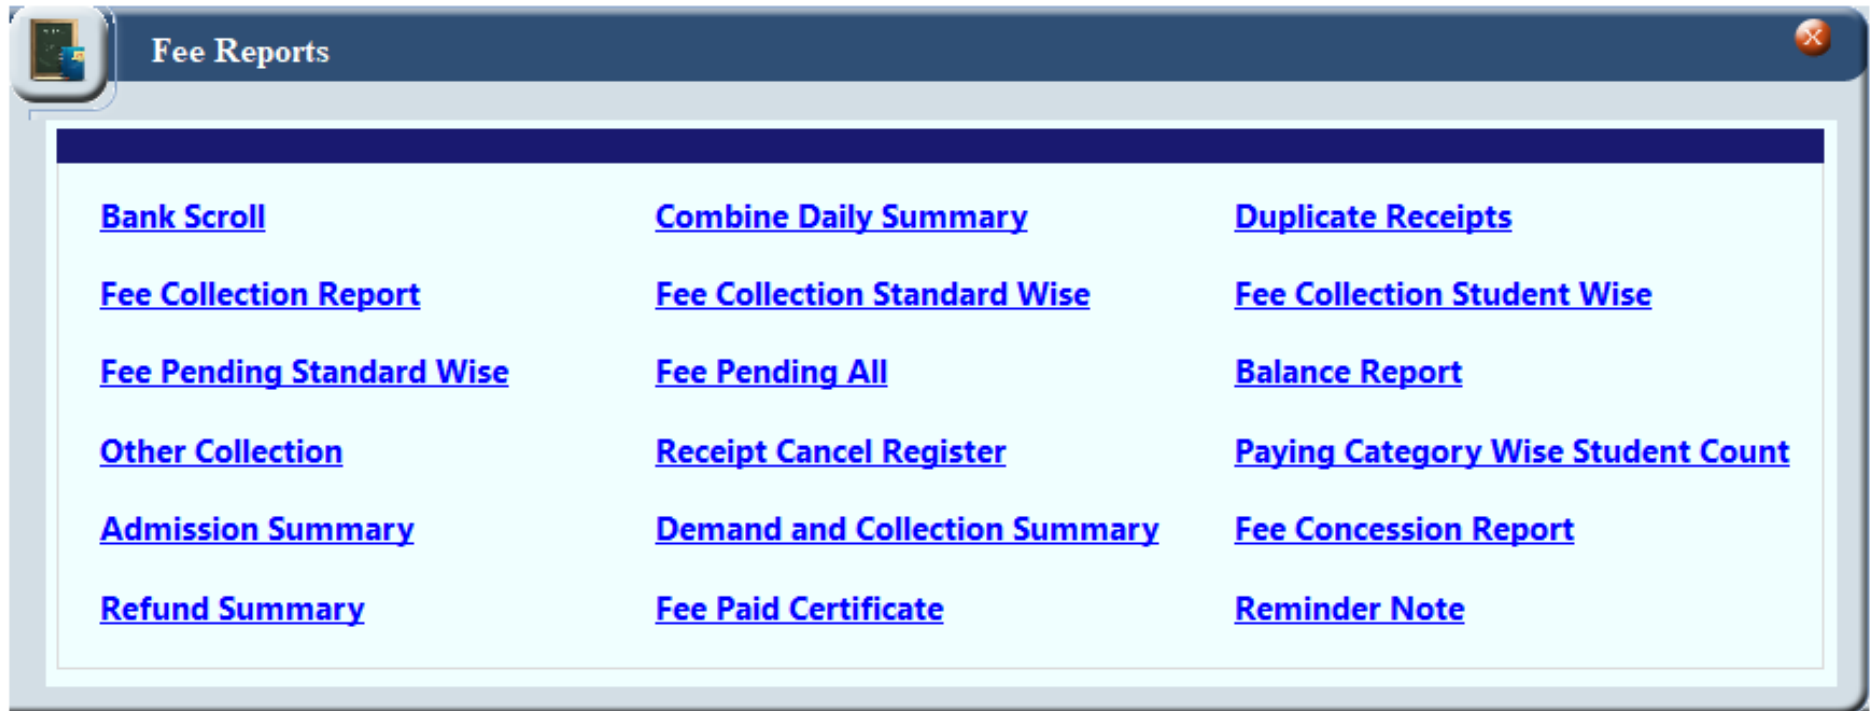 Fee Reports
Bank Scroll Combine Daily Summary Duplicate Receipts
Fee Collection Report Fee Collection Standard Wise Fee Collection Student Wise
Fee Pending Standard Wise Fee Pending All Balance Report
Other Collection Receipt Cancel Register Paying Category Wise Student Count
Admission Summary Demand and Collection Summary Fee Concession Report
Refund Summary Fee Paid Certificate Reminder Note